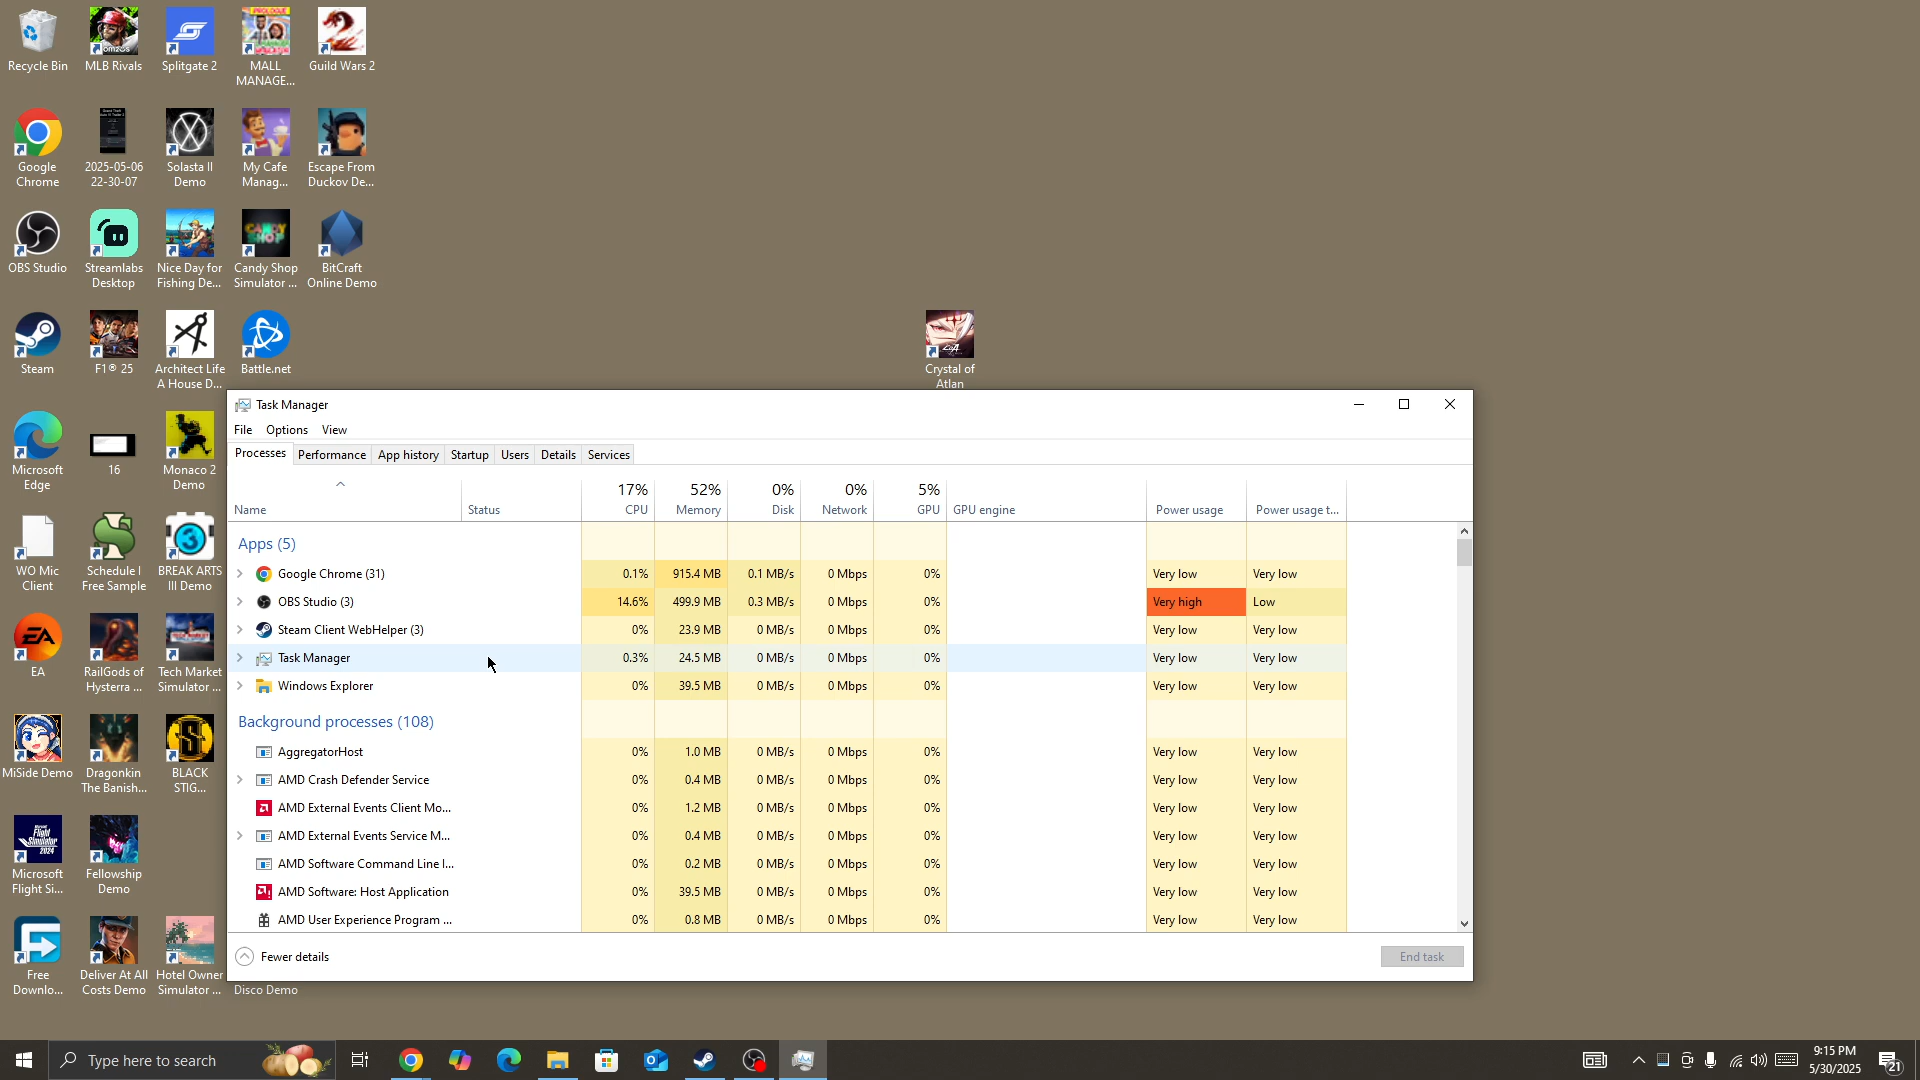 Recycle Bin
MLB Rivals
Splitgate 2
MALL
MANAGE...
Guild Wars 2
Google
Chrome
2025-05-06
22-30-07
Solasta II
Demo
My Cafe
Manag...
Escape From
Duckov De...
OBS Studio
Streamlabs
Desktop
Nice Day for
Fishing De...
CANDY
SHOP
Candy Shop
Simulator ...
BitCraft
Online Demo
Steam
F1® 25
Architect Life
A House D...
Battle.net
Crystal of
Atlan
Microsoft
Edge
16
Monaco 2
Demo
WO Mic
Client
Schedule I
Free Sample
BREAK ARTS
III Demo
EA
RailGods of
Hysterra ...
Tech Market
Simulator ...
MiSide Demo
Dragonkin
The Banish...
BLACK
STIG...
Microsoft
Flight Si...
Fellowship
Demo
Free
Downlo...
Deliver At All
Costs Demo
Hotel Owner
Simulator ...
Disco Demo
Task Manager
File Options View
Processes Performance App history Startup Users Details Services
17% 52% 0% 0% 5%
Name Status CPU Memory Disk Network GPU GPU engine Power usage Power usage t...
Apps (5)
Google Chrome (31) 0.1% 915.4 MB 0.1 MB/s 0 Mbps 0% Very low Very low
OBS Studio (3) 14.6% 499.9 MB 0.3 MB/s 0 Mbps 0% Very high Low
Steam Client WebHelper (3) 0% 23.9 MB 0 MB/s 0 Mbps 0% Very low Very low
Task Manager 0.3% 24.5 MB 0 MB/s 0 Mbps 0% Very low Very low
Windows Explorer 0% 39.5 MB 0 MB/s 0 Mbps 0% Very low Very low
Background processes (108)
AggregatorHost 0% 1.0 MB 0 MB/s 0 Mbps 0% Very low Very low
AMD Crash Defender Service 0% 0.4 MB 0 MB/s 0 Mbps 0% Very low Very low
AMD External Events Client Mo... 0% 1.2 MB 0 MB/s 0 Mbps 0% Very low Very low
AMD External Events Service M... 0% 0.4 MB 0 MB/s 0 Mbps 0% Very low Very low
AMD Software Command Line I... 0% 0.2 MB 0 MB/s 0 Mbps 0% Very low Very low
AMD Software: Host Application 0% 39.5 MB 0 MB/s 0 Mbps 0% Very low Very low
AMD User Experience Program ... 0% 0.8 MB 0 MB/s 0 Mbps 0% Very low Very low
Fewer details
End task
Type here to search
9:15 PM
5/30/2025
21